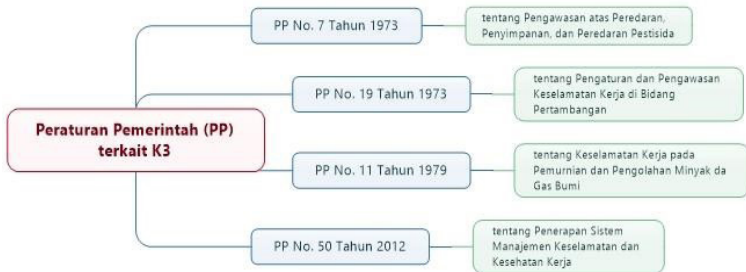 PP No. 7 Tahun 1973
tentang Pengawasan atas Peredaran,
Penyimpanan, dan Peredaran Pestisida
PP No. 19 Tahun 1973
tentang Pengaturan dan Pengawasan
Keselamatan Kerja di Bidang
Pertambangan
Peraturan Pemerintah (PP)
terkait K3
PP No. 11 Tahun 1979
tentang Keselamatan Kerja pada
Pemurnian dan Pengolahan Minyak da
Gas Bumi
PP No. 50 Tahun 2012
tentang Penerapan Sistem
Manajemen Keselamatan dan
Kesehatan Kerja